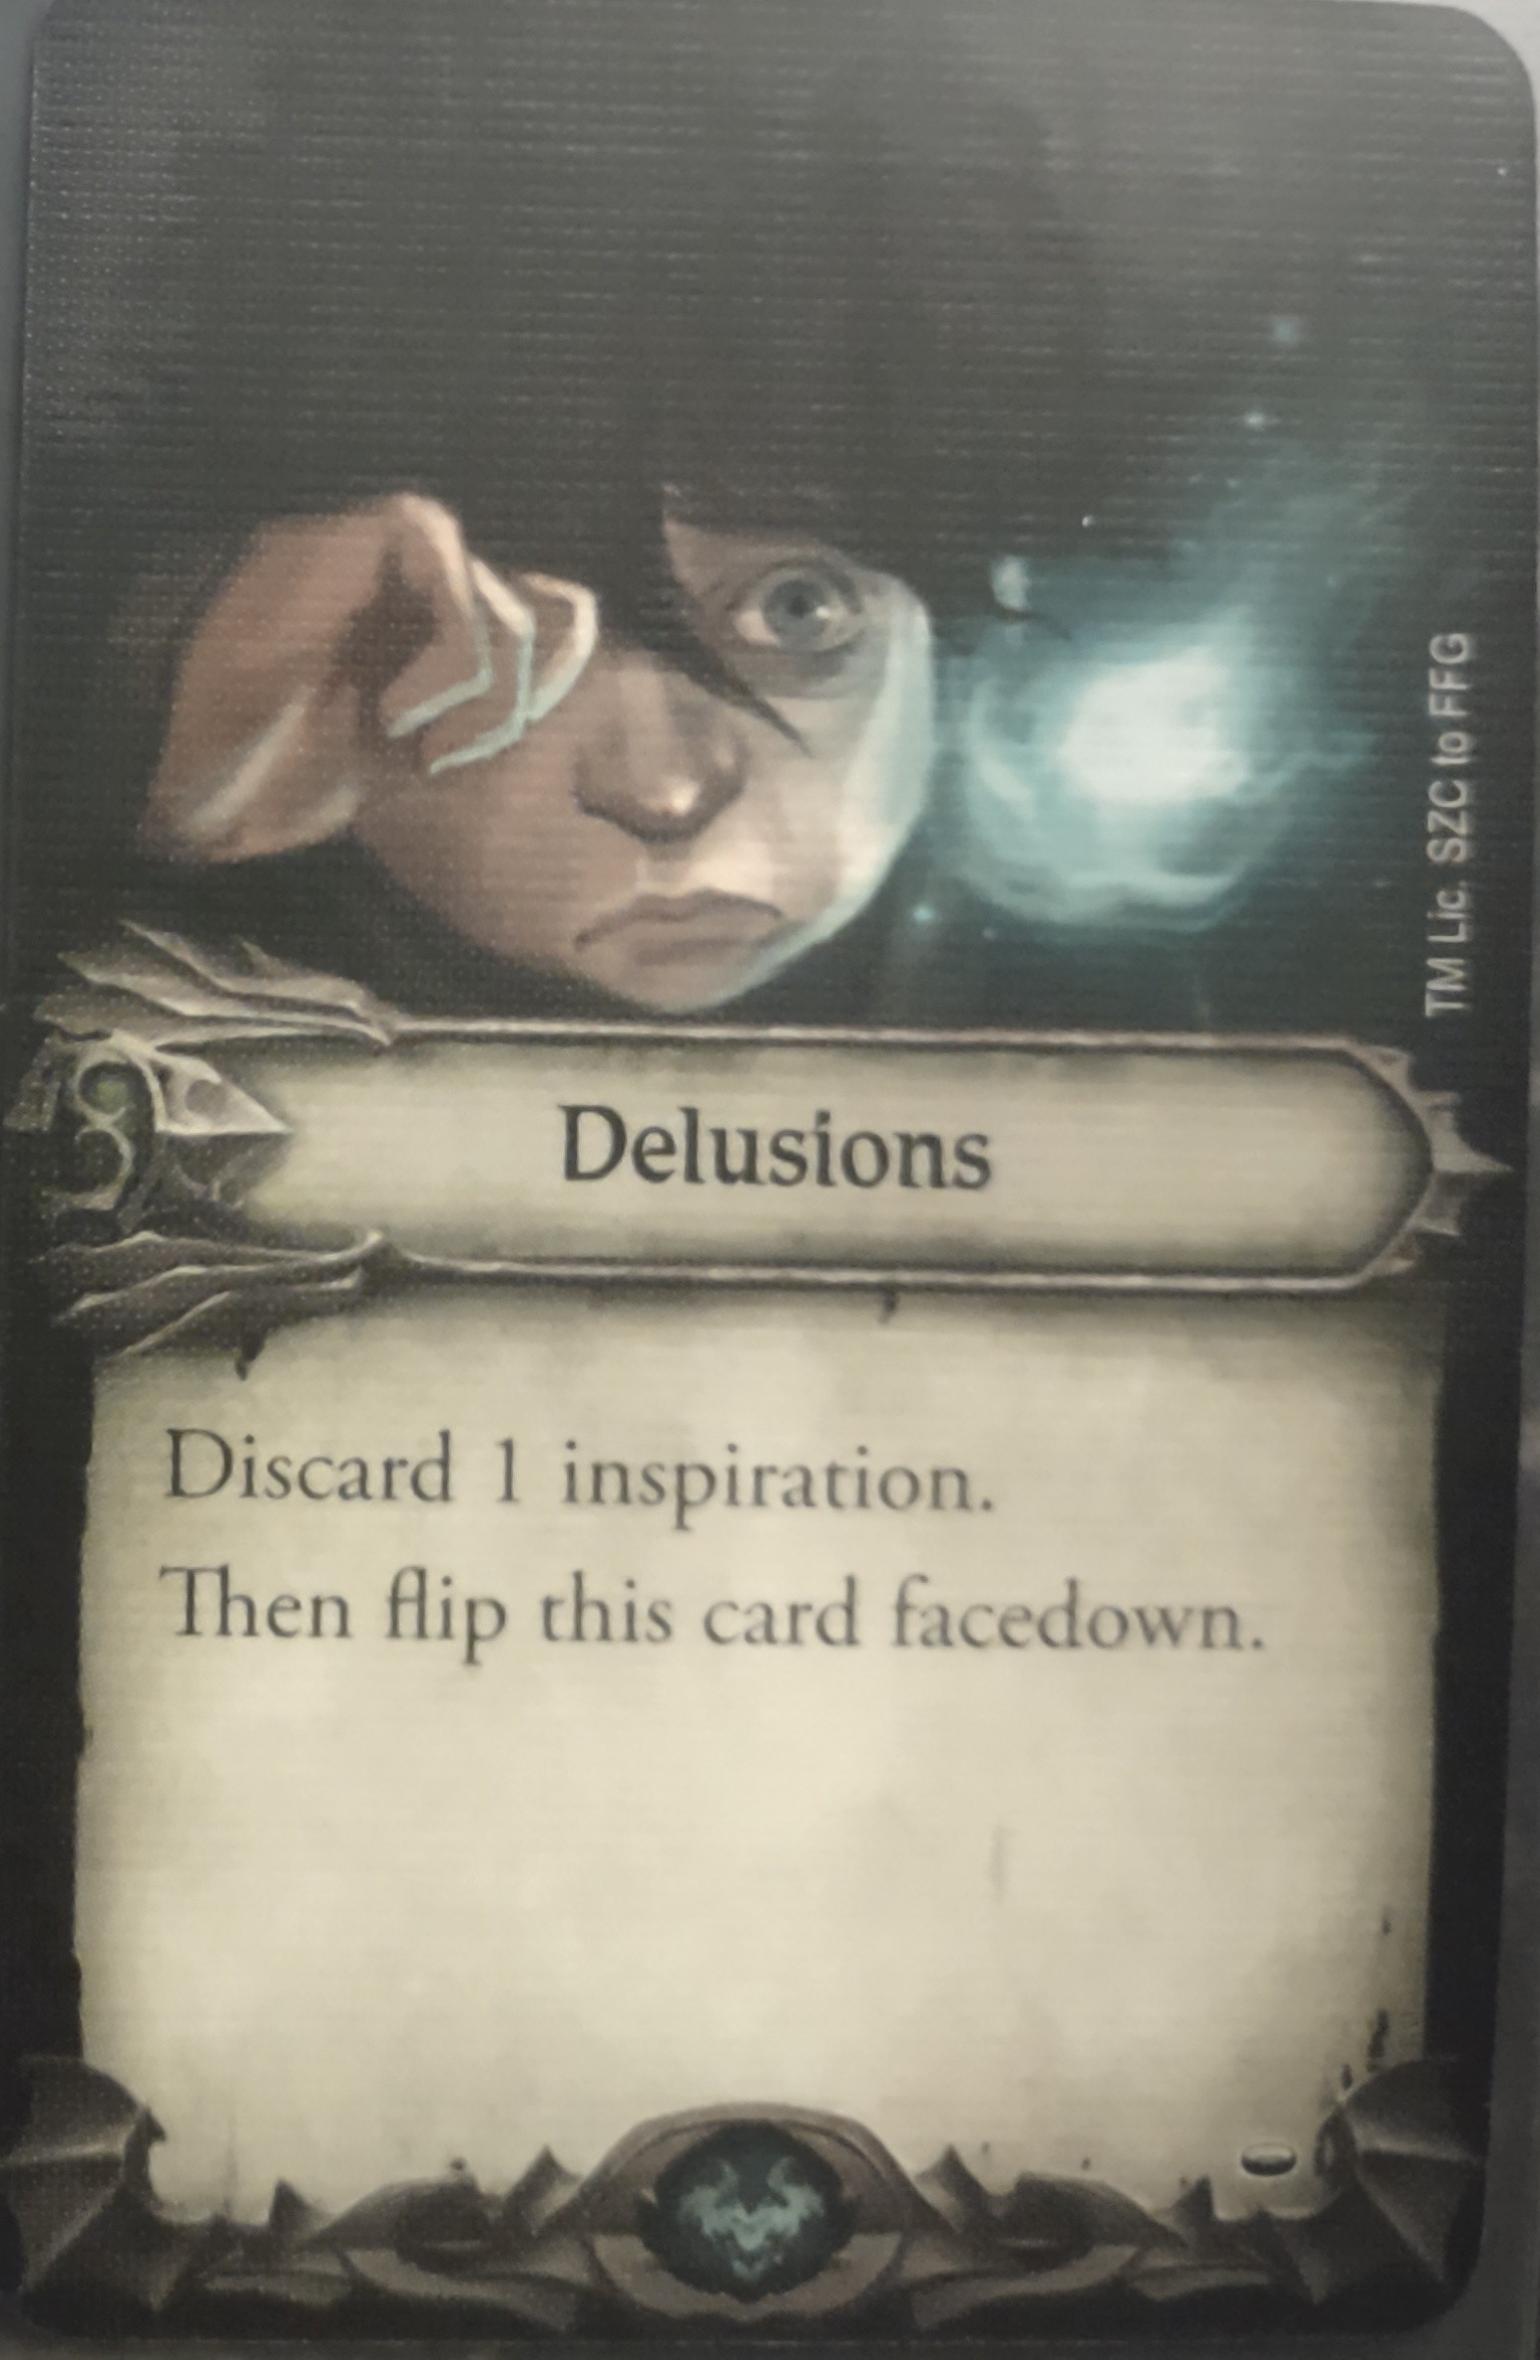 TM Lic. SZC to FFG
Delusions
Discard 1 inspiration.
Then flip this card facedown.